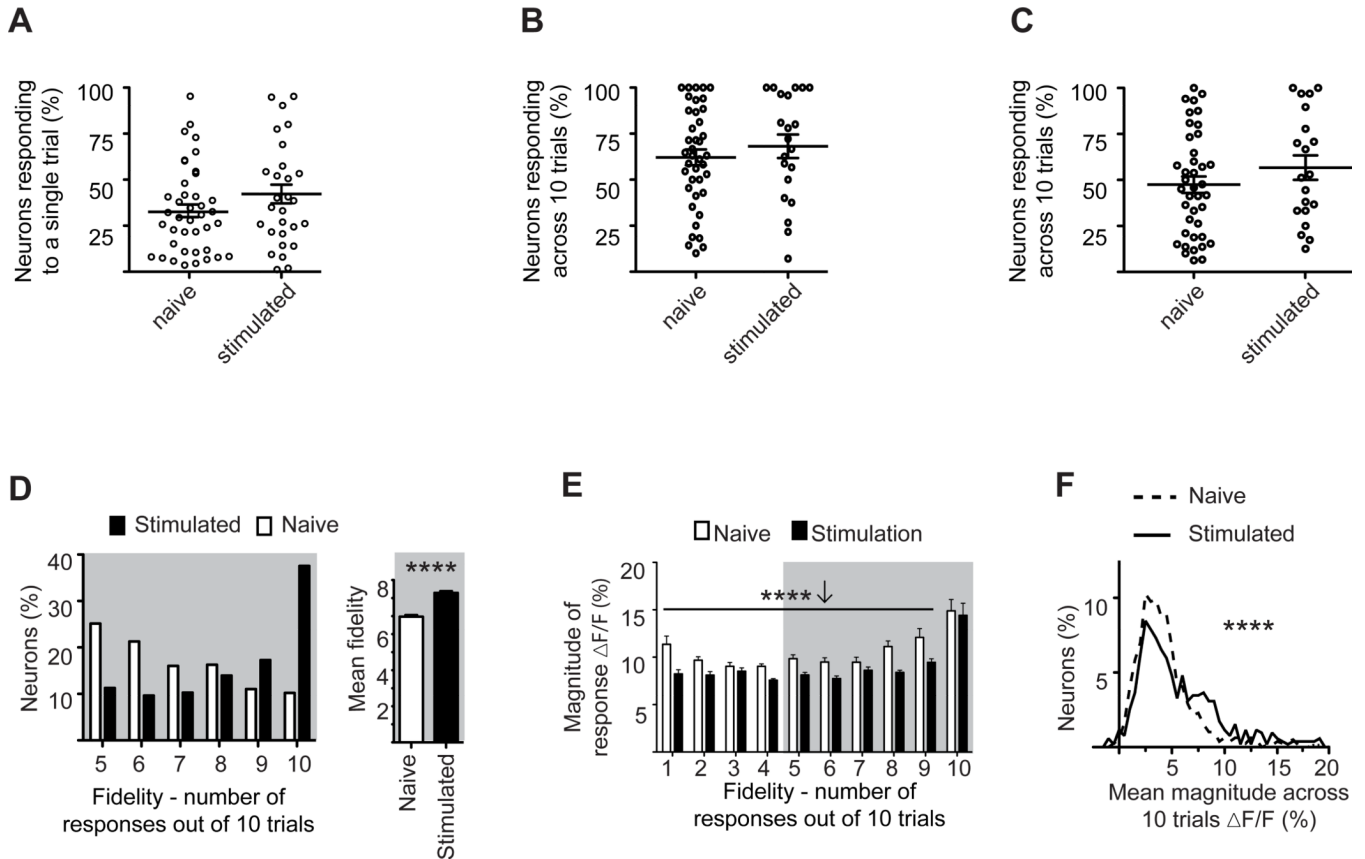 A
Neurons responding
to a single trial (%)
100
75
50
25
naive
stimulated
B
Neurons responding
across 10 trials (%)
100
75
50
25
naive
stimulated
C
Neurons responding
across 10 trials (%)
100
75
50
25
naive
stimulated
D
Stimulated Naive
Neurons (%)
40
30
20
10
5 6 7 8 9 10
Fidelity - number of
responses out of 10 trials
Mean fidelity
8
6
4
2
****
Naive
Stimulated
E
Naive Stimulation
Magnitude of
response ΔF/F (%)
20
15
10
5
**** ↓
1 2 3 4 5 6 7 8 9 10
Fidelity - number of
responses out of 10 trials
F
Naive
Stimulated
Neurons (%)
10
5
****
5 10 15 20
Mean magnitude across
10 trials ΔF/F (%)